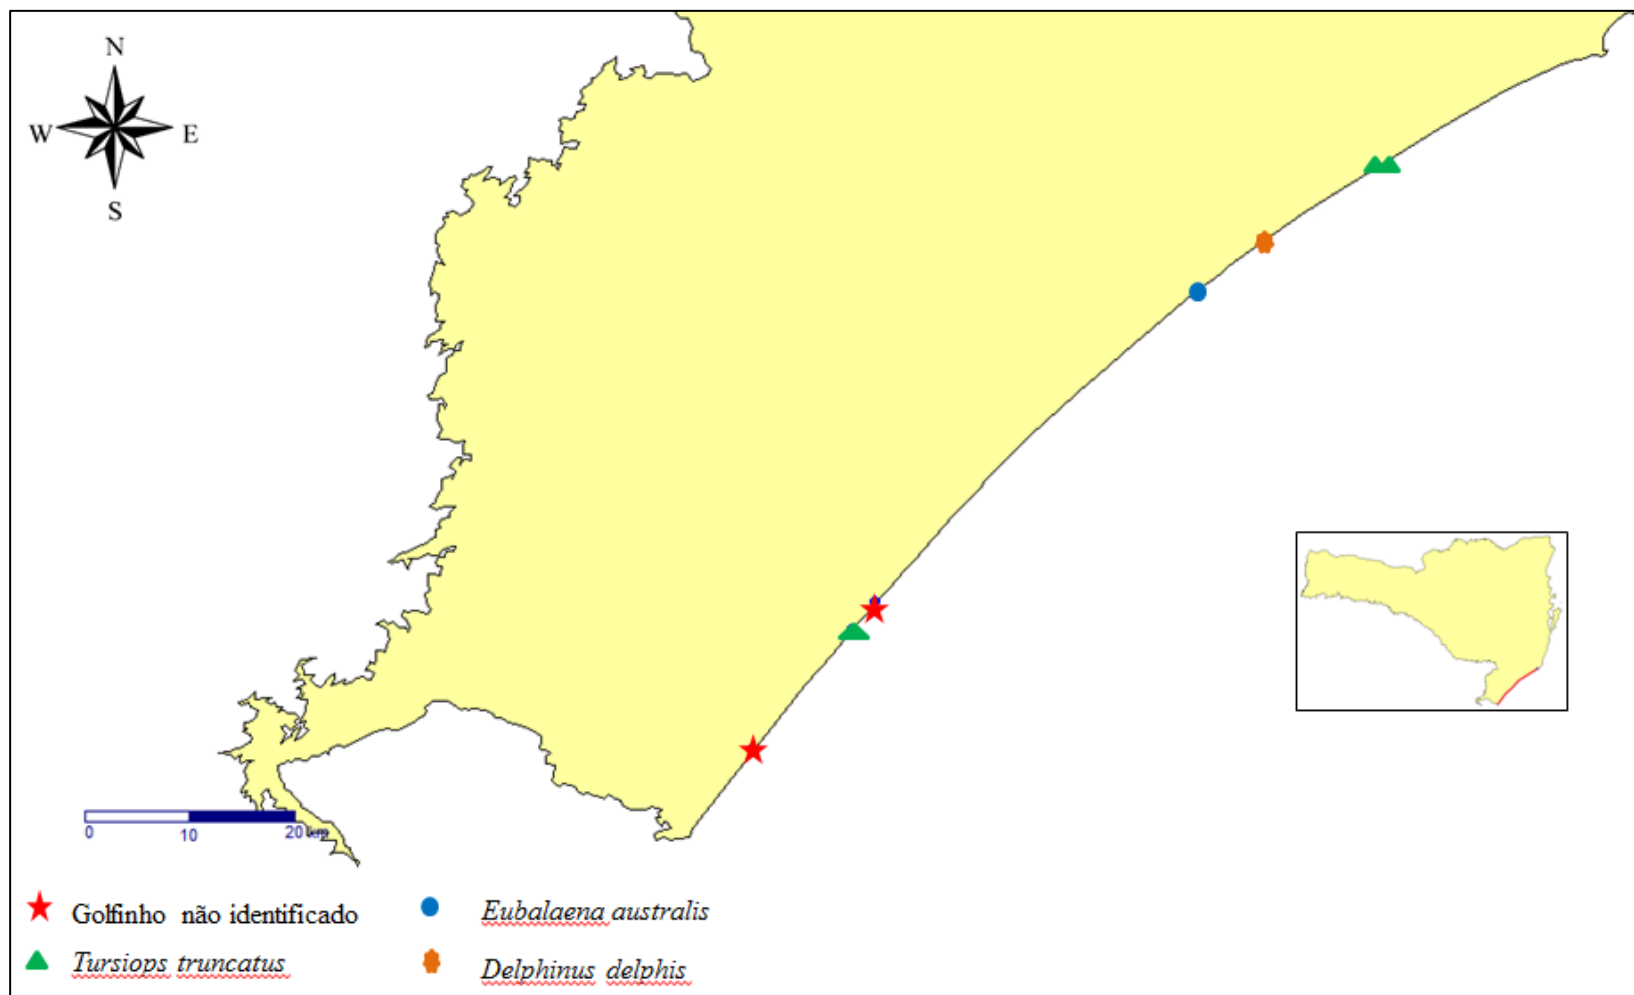 N
W E
S
0 10 20 km
Golfinho não identificado
Eubalaena australis
Tursiops truncatus
Delphinus delphis